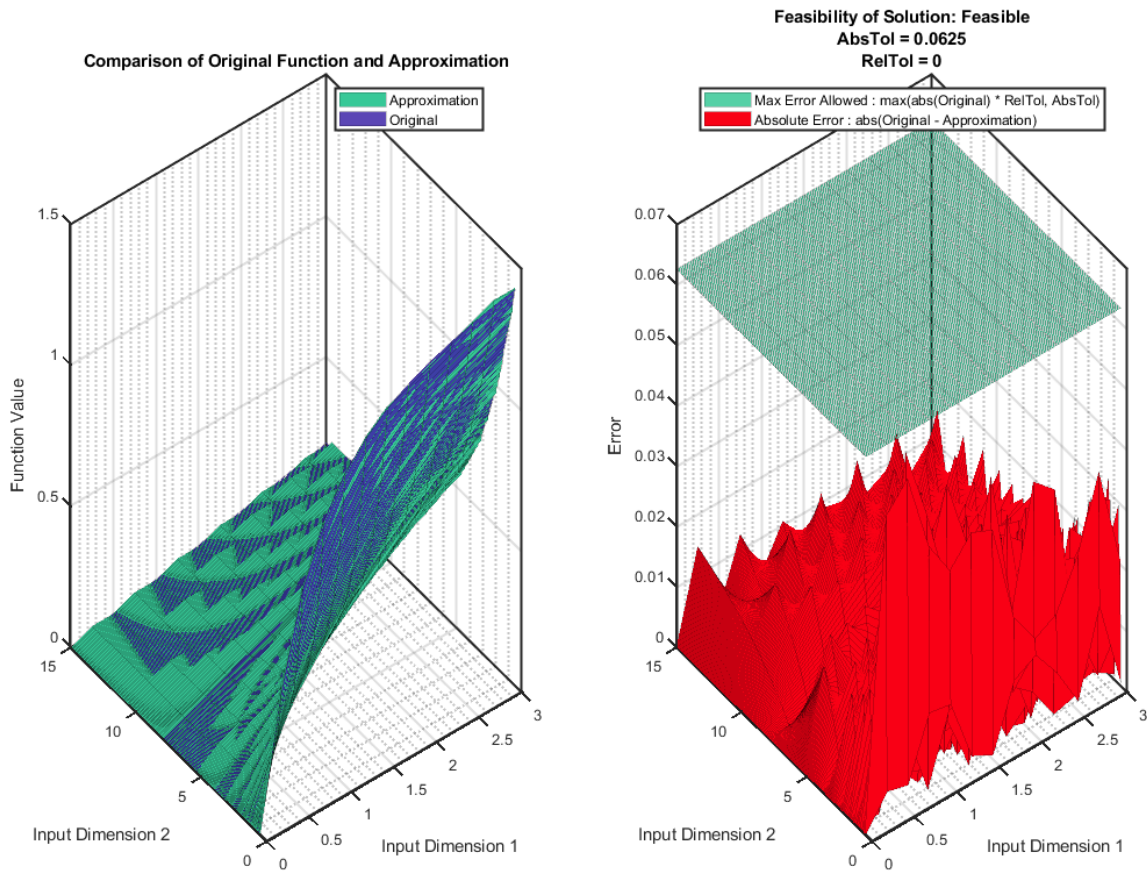 Comparison of Original Function and Approximation
Approximation
Original
Function Value
1.5
1
0.5
0
15
10
5
0
Input Dimension 2
0
0.5
1
1.5
2
2.5
3
Input Dimension 1
Feasibility of Solution: Feasible
AbsTol = 0.0625
RelTol = 0
Max Error Allowed : max(abs(Original) * RelTol, AbsTol)
Absolute Error : abs(Original - Approximation)
Error
0.07
0.06
0.05
0.04
0.03
0.02
0.01
0
15
10
5
0
Input Dimension 2
0
0.5
1
1.5
2
2.5
3
Input Dimension 1